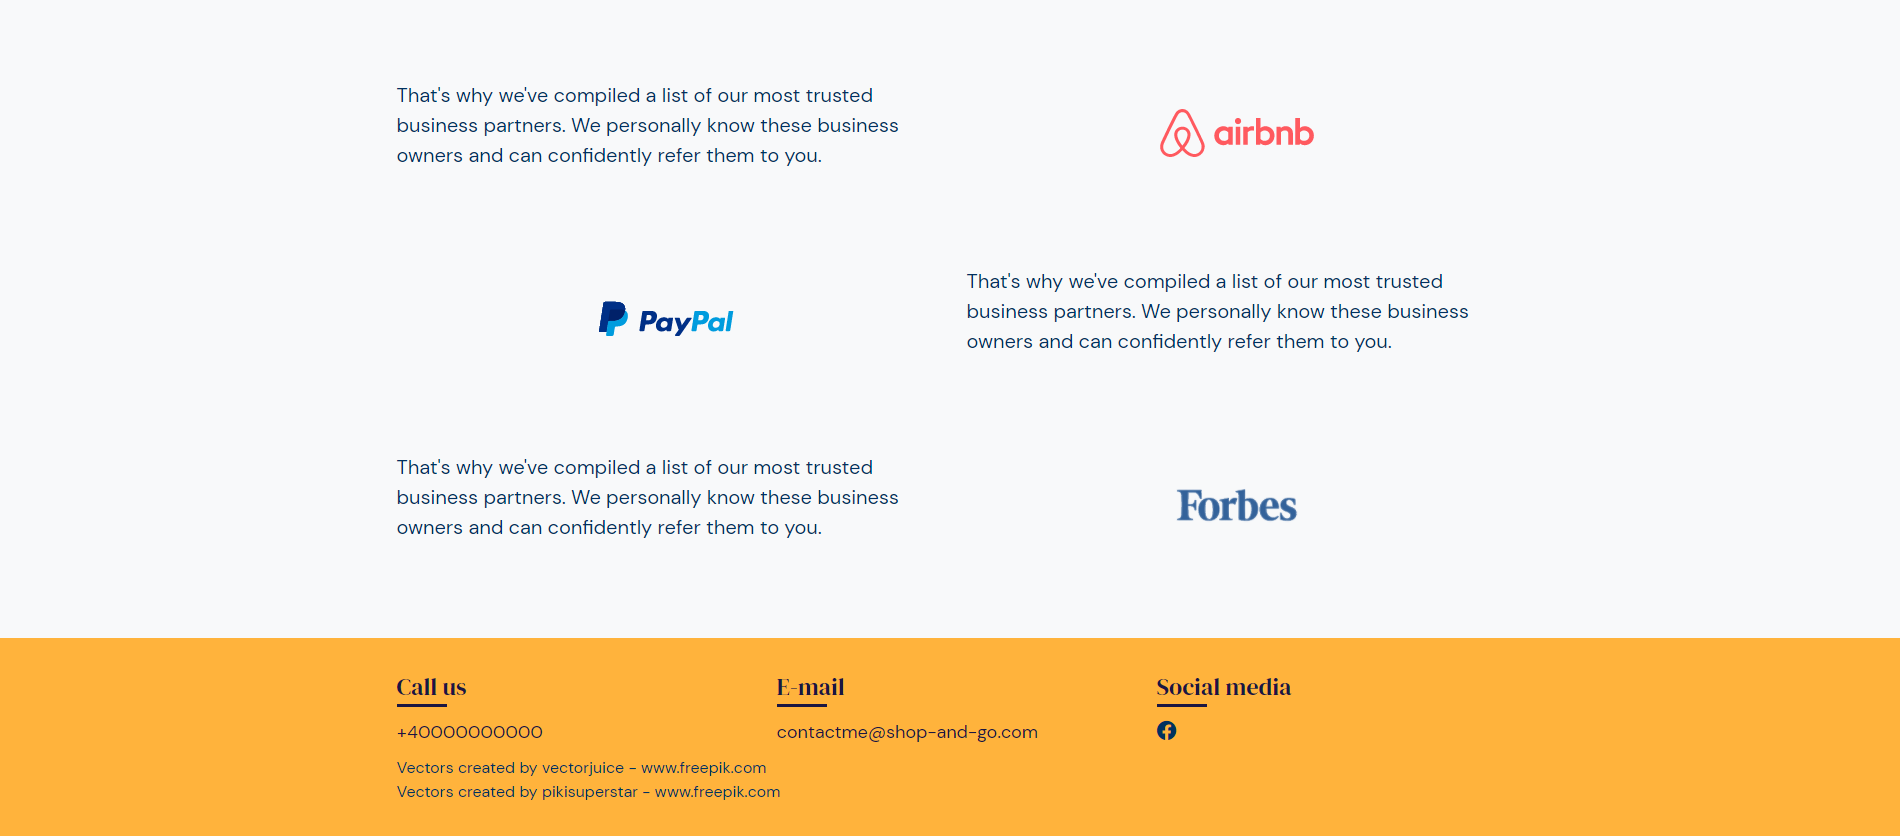 That's why we've compiled a list of our most trusted
business partners. We personally know these business
owners and can confidently refer them to you.
airbnb
PayPal
That's why we've compiled a list of our most trusted
business partners. We personally know these business
owners and can confidently refer them to you.
That's why we've compiled a list of our most trusted
business partners. We personally know these business
owners and can confidently refer them to you.
Forbes
Call us
+40000000000
E-mail
contactme@shop-and-go.com
Social media
Vectors created by vectorjuice - www.freepik.com
Vectors created by pikisuperstar - www.freepik.com